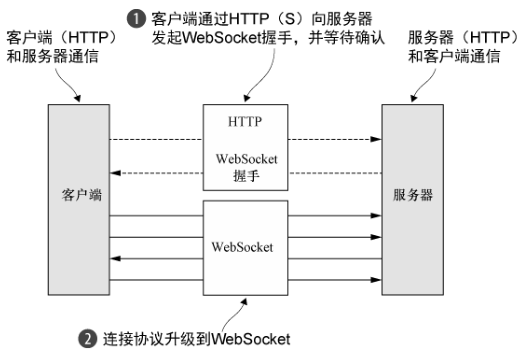 1 客户端通过HTTP（S）向服务器
发起WebSocket握手，并等待确认
客户端（HTTP）
和服务器通信
服务器（HTTP）
和客户端通信
HTTP
WebSocket
握手
客户端
服务器
WebSocket
2 连接协议升级到WebSocket